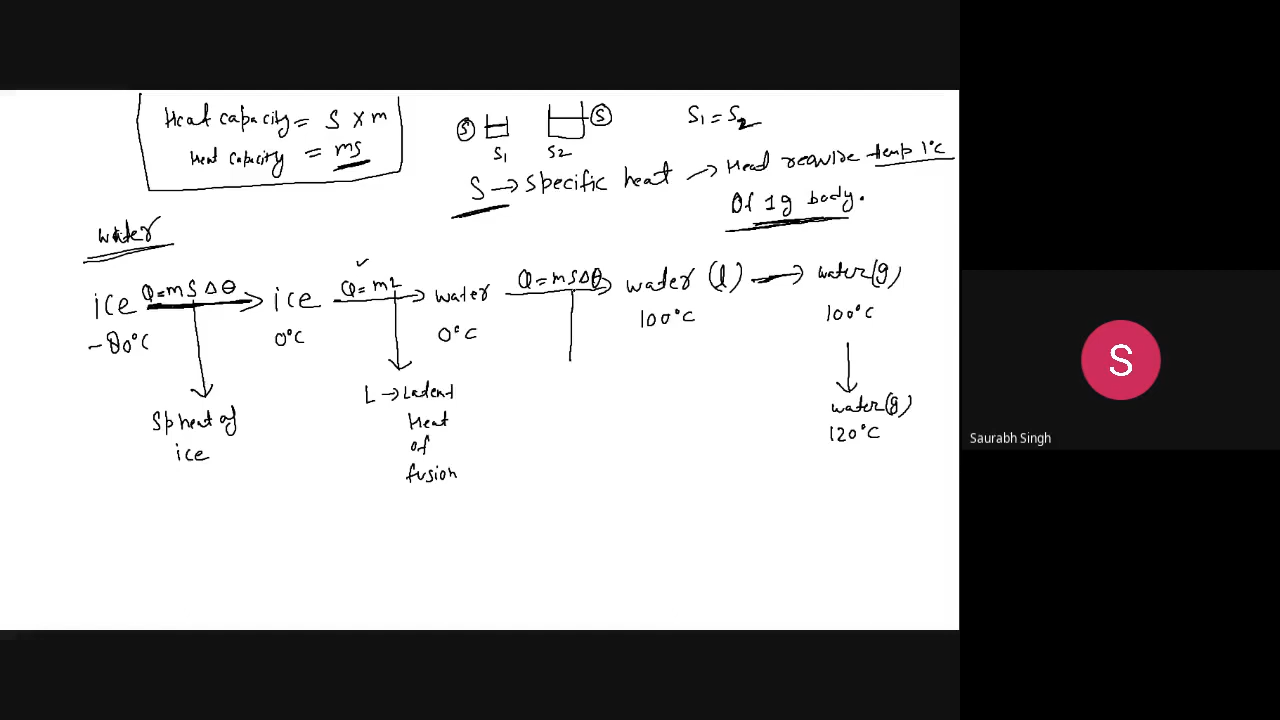 Heat capacity = S × m
Heat capacity = ms
S S
S1 S2
S1 = S2
S → Specific heat → Head require temp 1°C
Of 1g body.
water
ice Q=mSΔθ ice Q=mL water Q=mSΔθ water (l) → water(g)
-80°C 0°C 0°C 100°C 100°C
Sp heat of
ice
L → Ladent
Heat
of
fusion
water(g)
120°C
S
Saurabh Singh